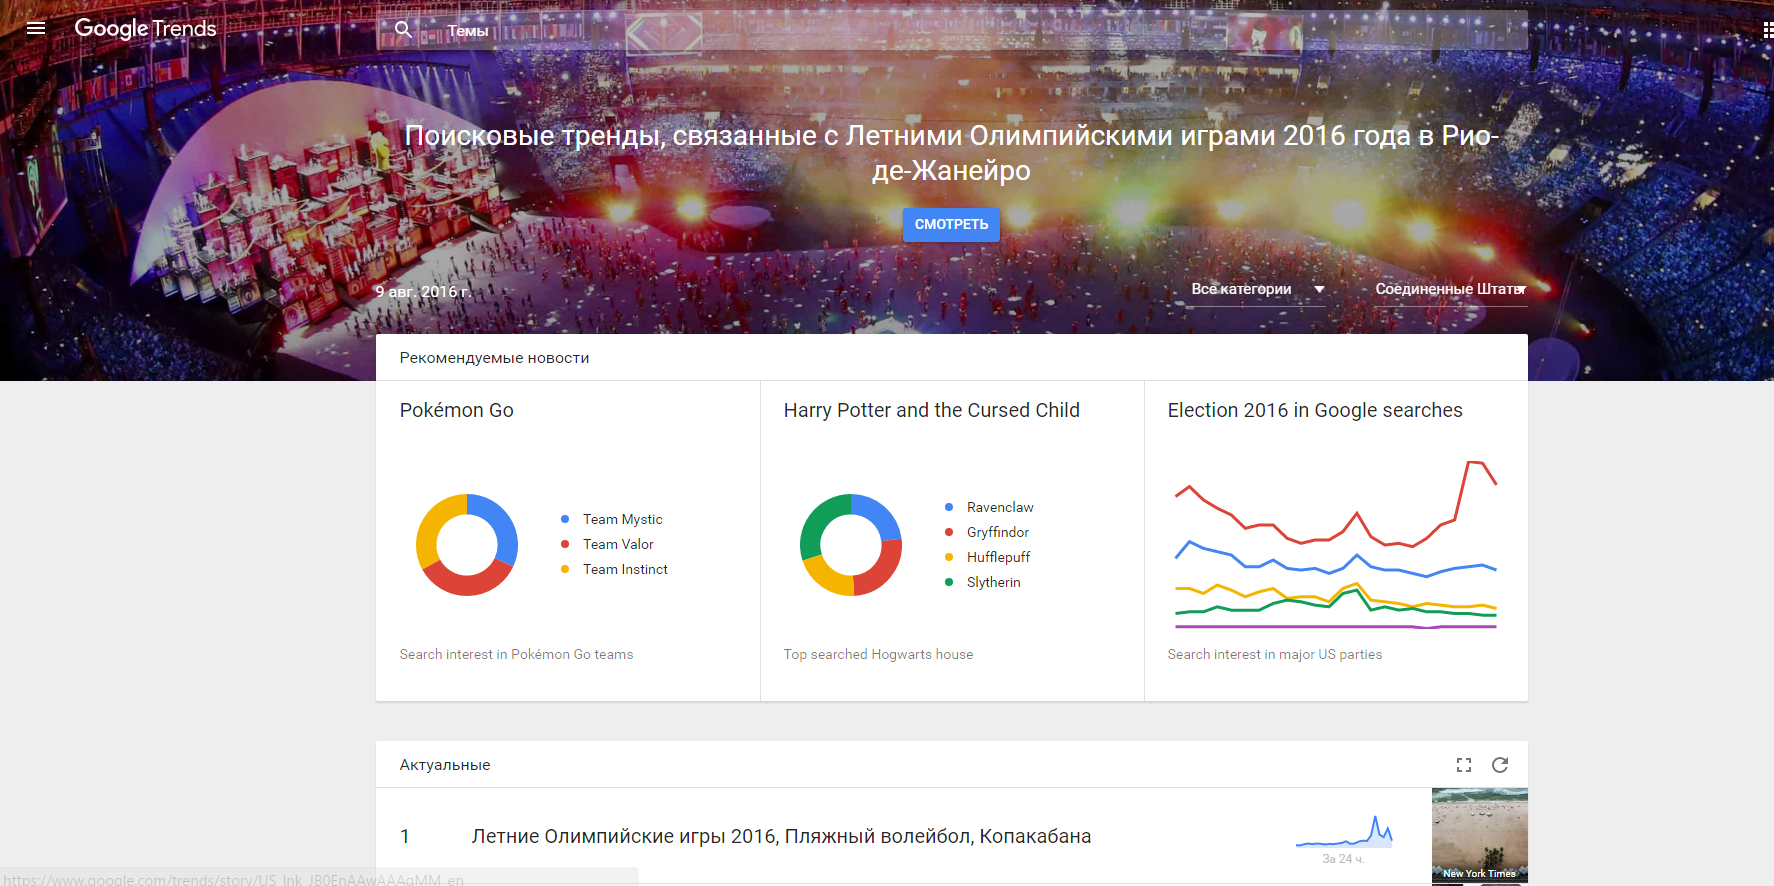 Google Trends
Темы
Поисковые тренды, связанные с Летними Олимпийскими играми 2016 года в Рио-
де-Жанейро
СМОТРЕТЬ
9 авг. 2016 г.
Все категории
Соединенные Штаты
Рекомендуемые новости
Pokémon Go
Team Mystic
Team Valor
Team Instinct
Search interest in Pokémon Go teams
Harry Potter and the Cursed Child
Ravenclaw
Gryffindor
Hufflepuff
Slytherin
Top searched Hogwarts house
Election 2016 in Google searches
Search interest in major US parties
Актуальные
1
Летние Олимпийские игры 2016, Пляжный волейбол, Копакабана
За 24 ч.
New York Times
https://www.google.com/trends/story/US_lnk_JB0EnAAwAAAqMM_en